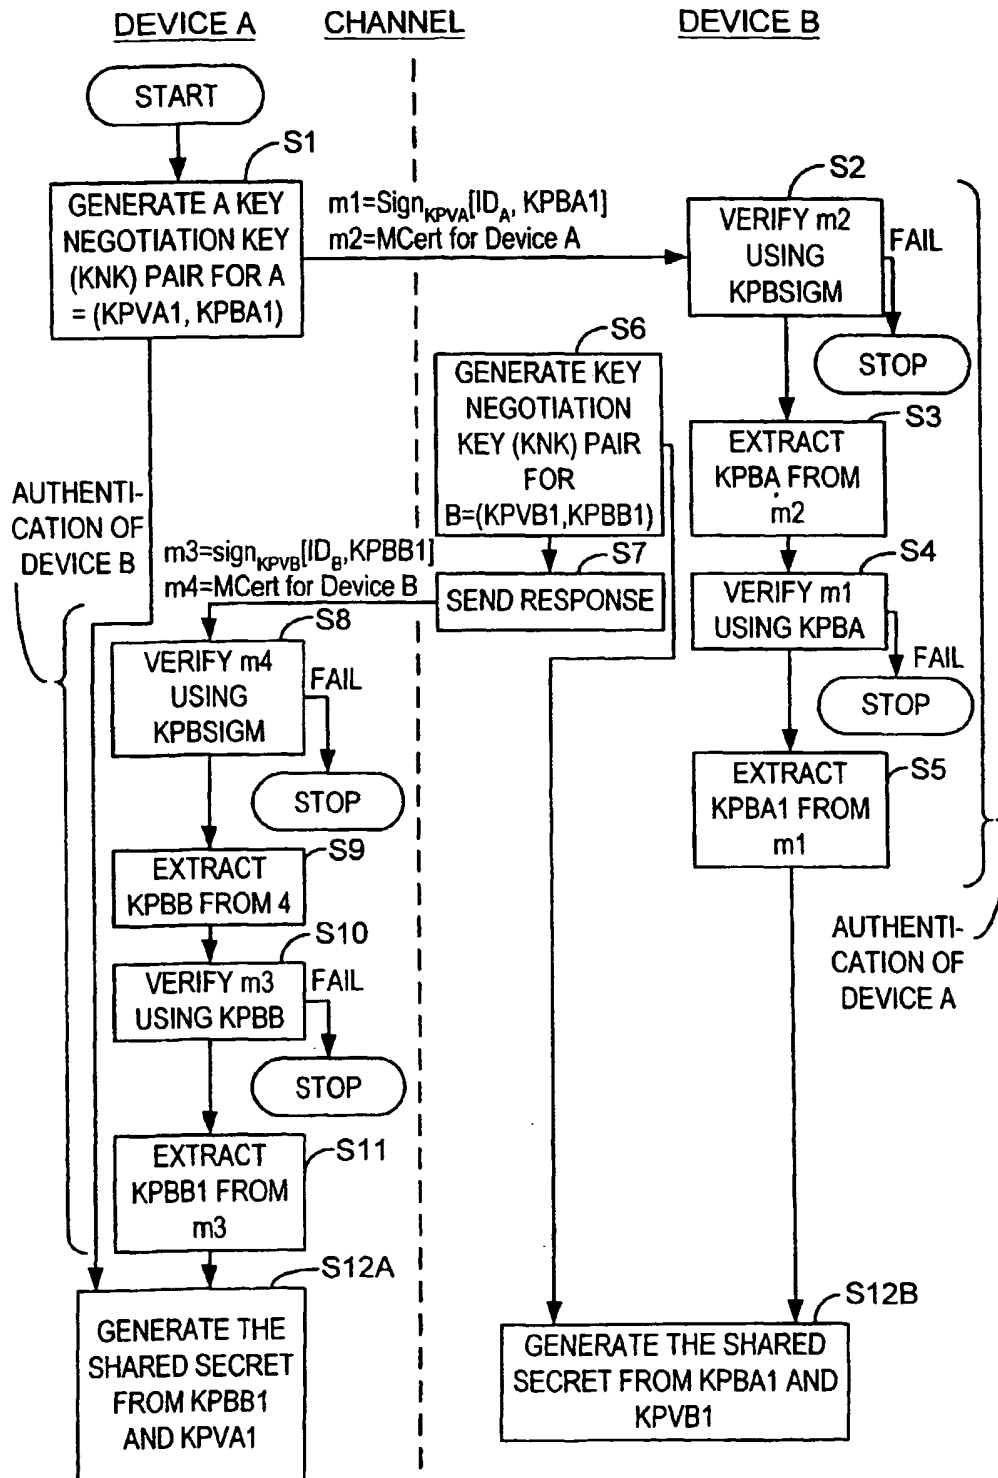 DEVICE A
CHANNEL
DEVICE B
START
S1
GENERATE A KEY
NEGOTIATION KEY
(KNK) PAIR FOR A
= (KPVA1, KPBA1)
m1=Sign_KPVA[ID_A, KPBA1]
m2=MCert for Device A
S2
VERIFY m2
USING
KPBSIGM
FAIL
STOP
S3
EXTRACT
KPBA FROM
m2
S4
VERIFY m1
USING KPBA
FAIL
STOP
S5
EXTRACT
KPBA1 FROM
m1
AUTHENTI-
CATION OF
DEVICE A
S6
GENERATE KEY
NEGOTIATION
KEY (KNK) PAIR
FOR
B=(KPVB1,KPBB1)
S7
SEND RESPONSE
m3=sign_KPVB[ID_B,KPBB1]
m4=MCert for Device B
AUTHENTI-
CATION OF
DEVICE B
S8
VERIFY m4
USING
KPBSIGM
FAIL
STOP
S9
EXTRACT
KPBB FROM 4
S10
VERIFY m3
USING KPBB
FAIL
STOP
S11
EXTRACT
KPBB1 FROM
m3
S12A
GENERATE THE
SHARED SECRET
FROM KPBB1
AND KPVA1
S12B
GENERATE THE SHARED
SECRET FROM KPBA1 AND
KPVB1